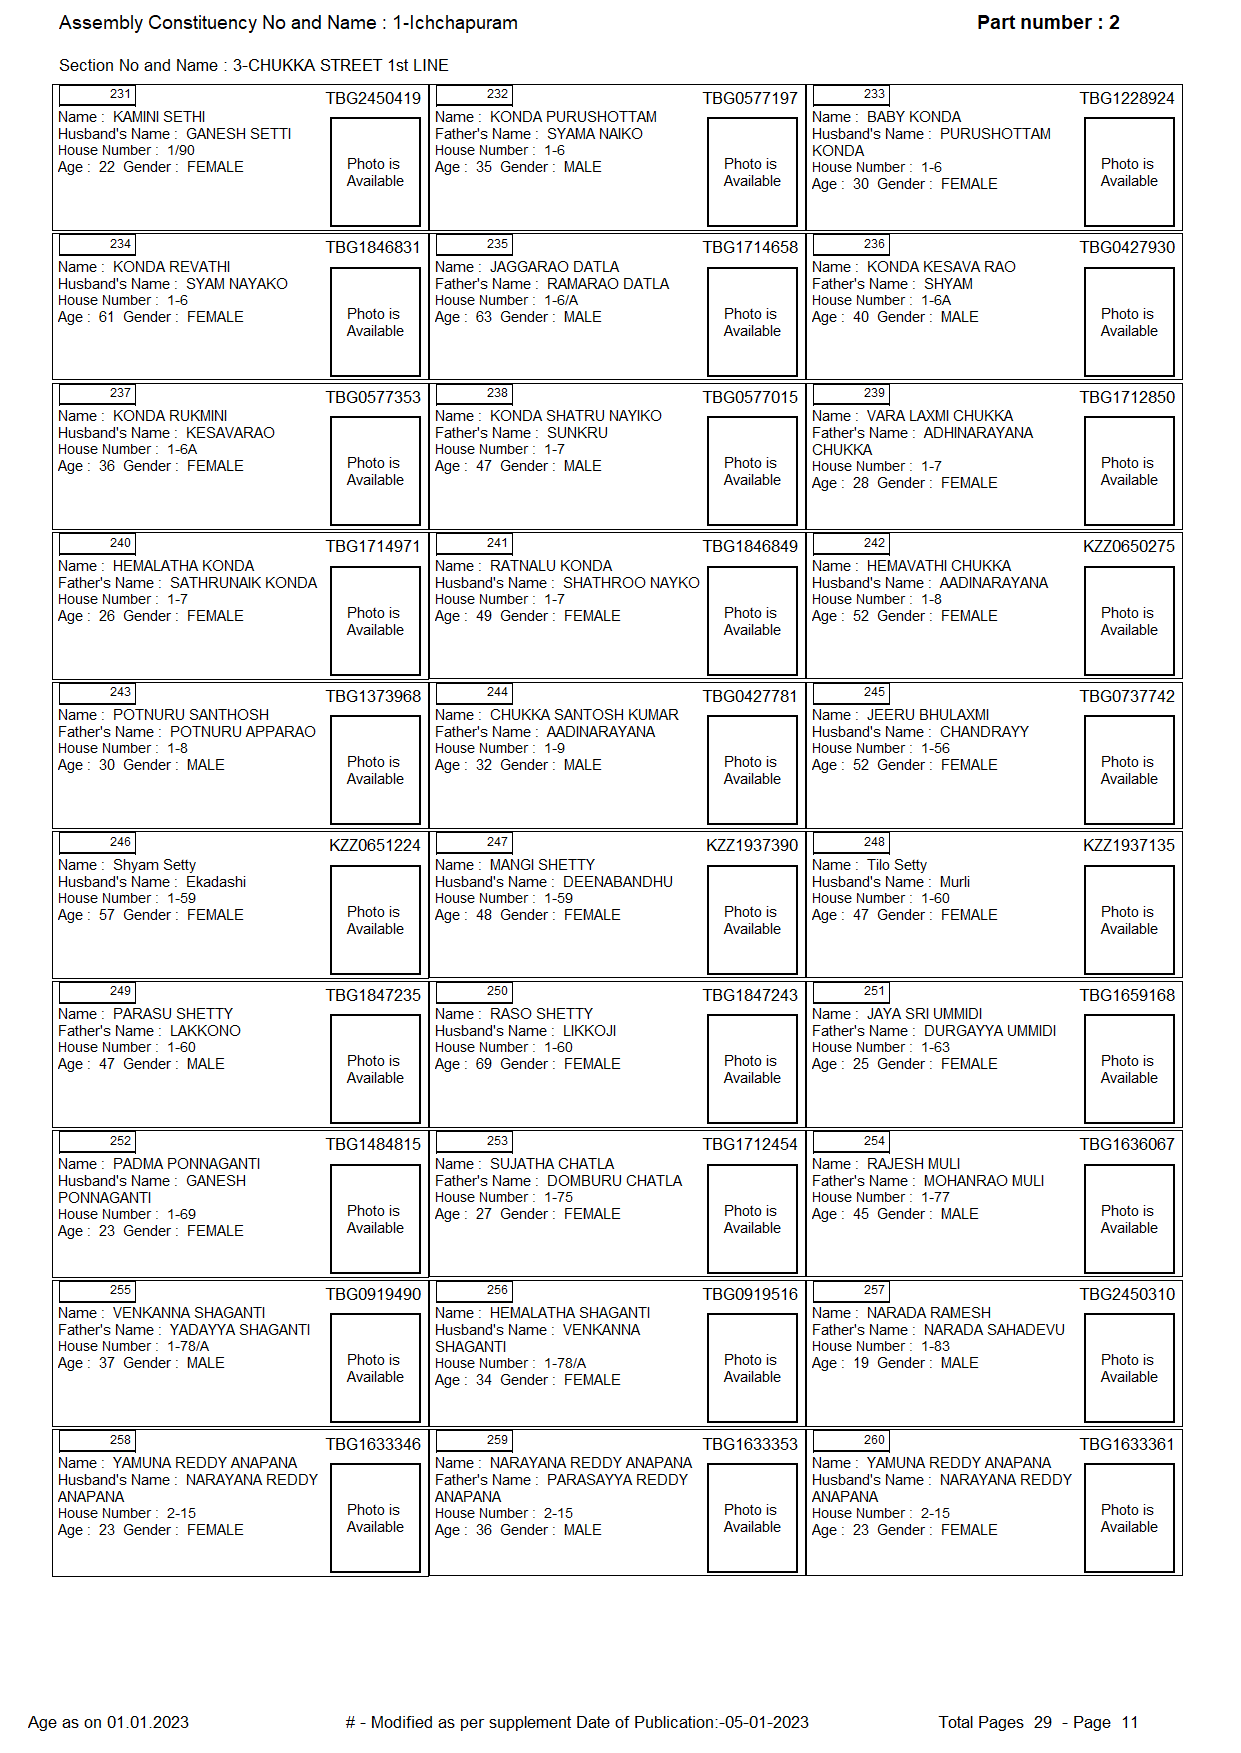 Assembly Constituency No and Name : 1-Ichchapuram
Part number : 2
Section No and Name : 3-CHUKKA STREET 1st LINE
231
TBG2450419
Name : KAMINI SETHI
Husband's Name : GANESH SETTI
House Number : 1/90
Age : 22 Gender : FEMALE
Photo is
Available
232
TBG0577197
Name : KONDA PURUSHOTTAM
Father's Name : SYAMA NAIKO
House Number : 1-6
Age : 35 Gender : MALE
Photo is
Available
233
TBG1228924
Name : BABY KONDA
Husband's Name : PURUSHOTTAM
KONDA
House Number : 1-6
Age : 30 Gender : FEMALE
Photo is
Available
234
TBG1846831
Name : KONDA REVATHI
Husband's Name : SYAM NAYAKO
House Number : 1-6
Age : 61 Gender : FEMALE
Photo is
Available
235
TBG1714658
Name : JAGGARAO DATLA
Father's Name : RAMARAO DATLA
House Number : 1-6/A
Age : 63 Gender : MALE
Photo is
Available
236
TBG0427930
Name : KONDA KESAVA RAO
Father's Name : SHYAM
House Number : 1-6A
Age : 40 Gender : MALE
Photo is
Available
237
TBG0577353
Name : KONDA RUKMINI
Husband's Name : KESAVARAO
House Number : 1-6A
Age : 36 Gender : FEMALE
Photo is
Available
238
TBG0577015
Name : KONDA SHATRU NAYIKO
Father's Name : SUNKRU
House Number : 1-7
Age : 47 Gender : MALE
Photo is
Available
239
TBG1712850
Name : VARA LAXMI CHUKKA
Father's Name : ADHINARAYANA
CHUKKA
House Number : 1-7
Age : 28 Gender : FEMALE
Photo is
Available
240
TBG1714971
Name : HEMALATHA KONDA
Father's Name : SATHRUNAIK KONDA
House Number : 1-7
Age : 26 Gender : FEMALE
Photo is
Available
241
TBG1846849
Name : RATNALU KONDA
Husband's Name : SHATHROO NAYKO
House Number : 1-7
Age : 49 Gender : FEMALE
Photo is
Available
242
KZZ0650275
Name : HEMAVATHI CHUKKA
Husband's Name : AADINARAYANA
House Number : 1-8
Age : 52 Gender : FEMALE
Photo is
Available
243
TBG1373968
Name : POTNURU SANTHOSH
Father's Name : POTNURU APPARAO
House Number : 1-8
Age : 30 Gender : MALE
Photo is
Available
244
TBG0427781
Name : CHUKKA SANTOSH KUMAR
Father's Name : AADINARAYANA
House Number : 1-9
Age : 32 Gender : MALE
Photo is
Available
245
TBG0737742
Name : JEERU BHULAXMI
Husband's Name : CHANDRAYY
House Number : 1-56
Age : 52 Gender : FEMALE
Photo is
Available
246
KZZ0651224
Name : Shyam Setty
Husband's Name : Ekadashi
House Number : 1-59
Age : 57 Gender : FEMALE
Photo is
Available
247
KZZ1937390
Name : MANGI SHETTY
Husband's Name : DEENABANDHU
House Number : 1-59
Age : 48 Gender : FEMALE
Photo is
Available
248
KZZ1937135
Name : Tilo Setty
Husband's Name : Murli
House Number : 1-60
Age : 47 Gender : FEMALE
Photo is
Available
249
TBG1847235
Name : PARASU SHETTY
Father's Name : LAKKONO
House Number : 1-60
Age : 47 Gender : MALE
Photo is
Available
250
TBG1847243
Name : RASO SHETTY
Husband's Name : LIKKOJI
House Number : 1-60
Age : 69 Gender : FEMALE
Photo is
Available
251
TBG1659168
Name : JAYA SRI UMMIDI
Father's Name : DURGAYYA UMMIDI
House Number : 1-63
Age : 25 Gender : FEMALE
Photo is
Available
252
TBG1484815
Name : PADMA PONNAGANTI
Husband's Name : GANESH
PONNAGANTI
House Number : 1-69
Age : 23 Gender : FEMALE
Photo is
Available
253
TBG1712454
Name : SUJATHA CHATLA
Father's Name : DOMBURU CHATLA
House Number : 1-75
Age : 27 Gender : FEMALE
Photo is
Available
254
TBG1636067
Name : RAJESH MULI
Father's Name : MOHANRAO MULI
House Number : 1-77
Age : 45 Gender : MALE
Photo is
Available
255
TBG0919490
Name : VENKANNA SHAGANTI
Father's Name : YADAYYA SHAGANTI
House Number : 1-78/A
Age : 37 Gender : MALE
Photo is
Available
256
TBG0919516
Name : HEMALATHA SHAGANTI
Husband's Name : VENKANNA
SHAGANTI
House Number : 1-78/A
Age : 34 Gender : FEMALE
Photo is
Available
257
TBG2450310
Name : NARADA RAMESH
Father's Name : NARADA SAHADEVU
House Number : 1-83
Age : 19 Gender : MALE
Photo is
Available
258
TBG1633346
Name : YAMUNA REDDY ANAPANA
Husband's Name : NARAYANA REDDY
ANAPANA
House Number : 2-15
Age : 23 Gender : FEMALE
Photo is
Available
259
TBG1633353
Name : NARAYANA REDDY ANAPANA
Father's Name : PARASAYYA REDDY
ANAPANA
House Number : 2-15
Age : 36 Gender : MALE
Photo is
Available
260
TBG1633361
Name : YAMUNA REDDY ANAPANA
Husband's Name : NARAYANA REDDY
ANAPANA
House Number : 2-15
Age : 23 Gender : FEMALE
Photo is
Available
Age as on 01.01.2023
# - Modified as per supplement Date of Publication:-05-01-2023
Total Pages 29 - Page 11